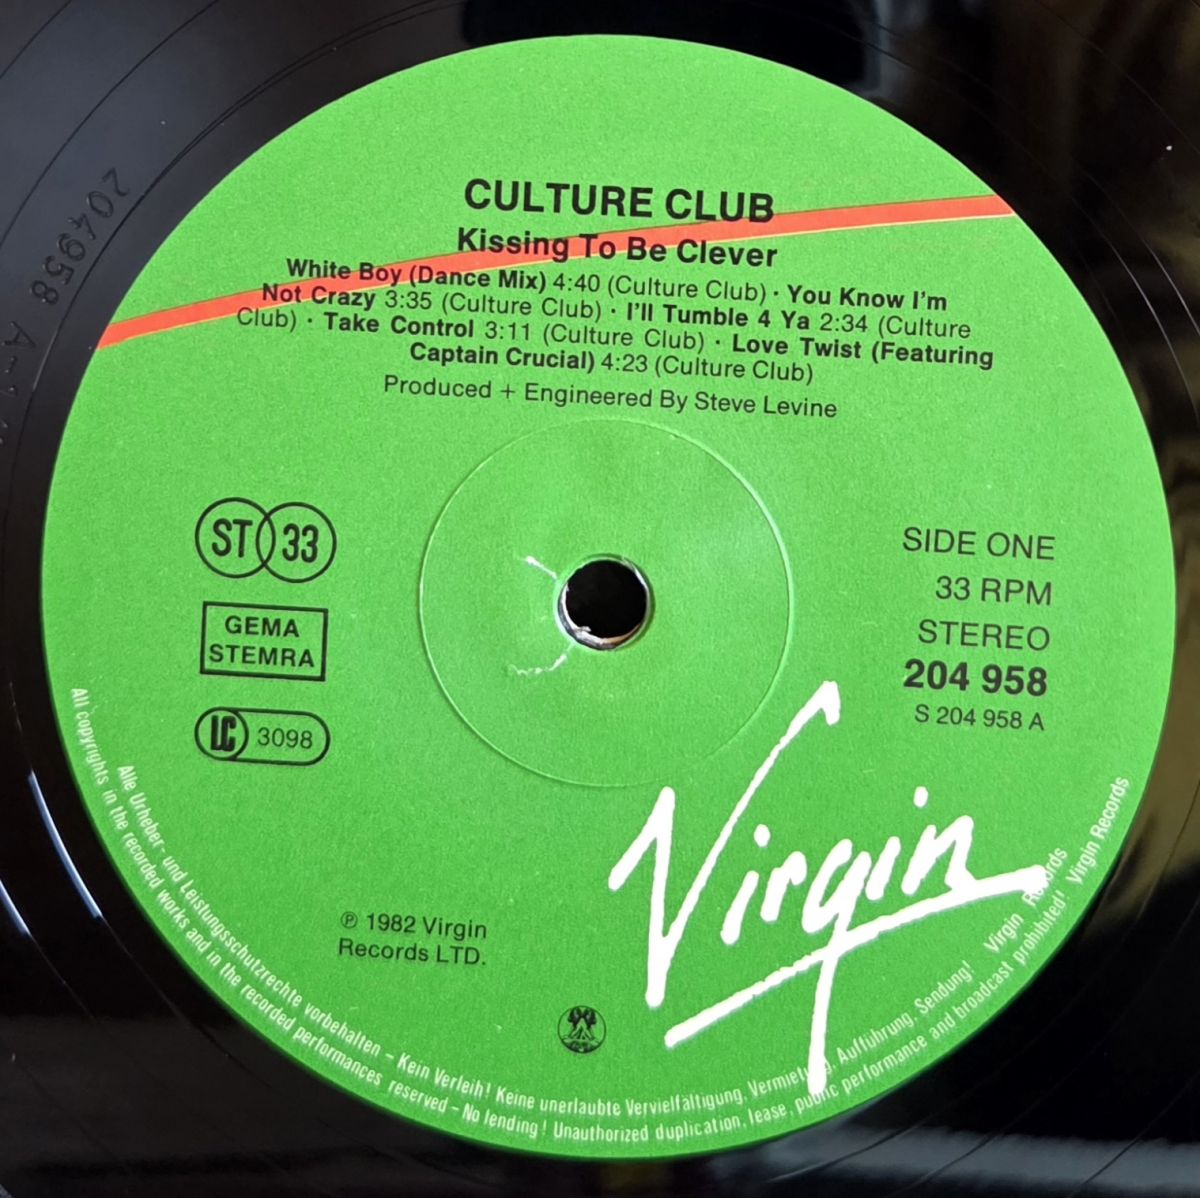 CULTURE CLUB
Kissing To Be Clever
White Boy (Dance Mix) 4:40 (Culture Club) · You Know I'm
Not Crazy 3:35 (Culture Club) · I'll Tumble 4 Ya 2:34 (Culture
Club) · Take Control 3:11 (Culture Club) · Love Twist (Featuring
Captain Crucial) 4:23 (Culture Club)
Produced + Engineered By Steve Levine
ST 33
GEMA
STEMRA
LC 3098
SIDE ONE
33 RPM
STEREO
204 958
S 204 958 A
℗ 1982 Virgin
Records LTD.
Virgin
Alle Urheber- und Leistungsschutzrechte vorbehalten – Kein Verleih! Keine unerlaubte Vervielfältigung, Vermietung, Aufführung, Sendung! Virgin Records
All copyrights in the recorded works and in the recorded performances reserved – No lending! Unauthorized duplication, lease, public performance and broadcast prohibited! Virgin Records
204958 A-1